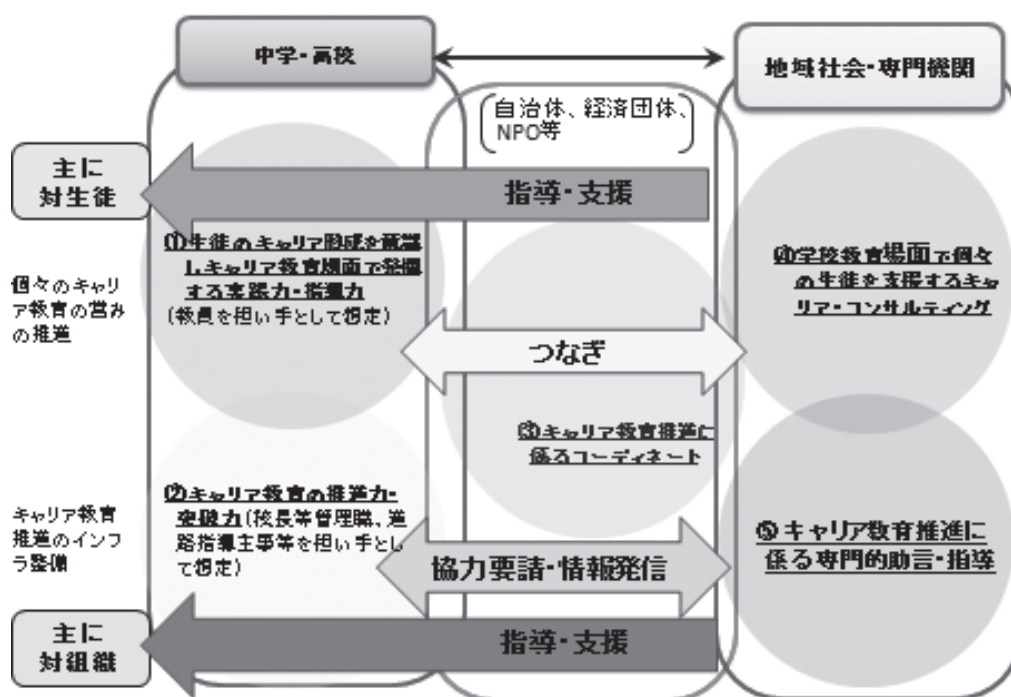 中学・高校
地域社会・専門機関
自治体、経済団体、
NPO等
主に
対生徒
指導・支援
(1)生徒のキャリア形成を意識
しキャリア教育場面で発揮
する実践力・指導力
(教員を担い手として想定)
(4)学校教育場面で個々
の生徒を支援するキャ
リア・コンサルティング
個々のキャリ
ア教育の営み
の推進
つなぎ
(3)キャリア教育推進に
係るコーディネート
(2)キャリア教育の推進力・
突破力(校長等管理職、進
路指導主事等を担い手とし
て想定)
キャリア教育
推進のインフ
ラ整備
(5)キャリア教育推進に
係る専門的助言・指導
協力要請・情報発信
主に
対組織
指導・支援